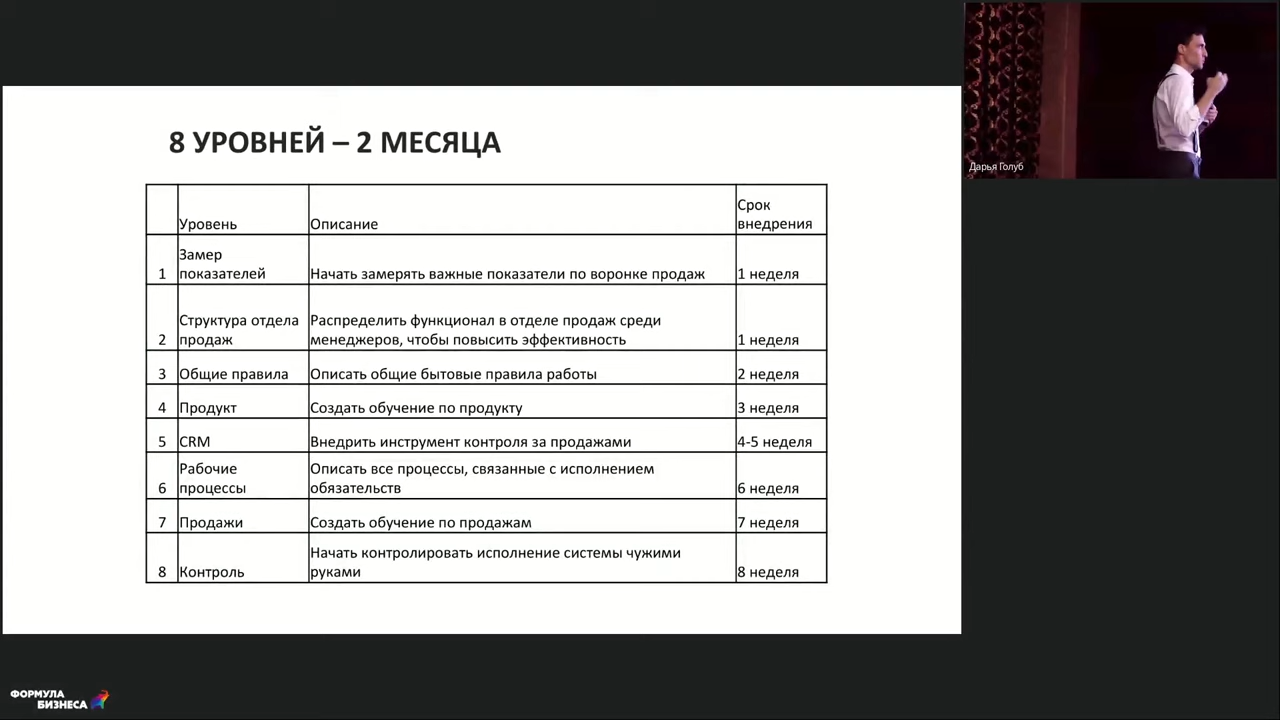 Дарья Голуб
8 УРОВНЕЙ – 2 МЕСЯЦА
Уровень
Описание
Срок
внедрения
1
Замер
показателей
Начать замерять важные показатели по воронке продаж
1 неделя
2
Структура отдела
продаж
Распределить функционал в отделе продаж среди
менеджеров, чтобы повысить эффективность
1 неделя
3
Общие правила
Описать общие бытовые правила работы
2 неделя
4
Продукт
Создать обучение по продукту
3 неделя
5
CRM
Внедрить инструмент контроля за продажами
4-5 неделя
6
Рабочие
процессы
Описать все процессы, связанные с исполнением
обязательств
6 неделя
7
Продажи
Создать обучение по продажам
7 неделя
8
Контроль
Начать контролировать исполнение системы чужими
руками
8 неделя
ФОРМУЛА
БИЗНЕСА